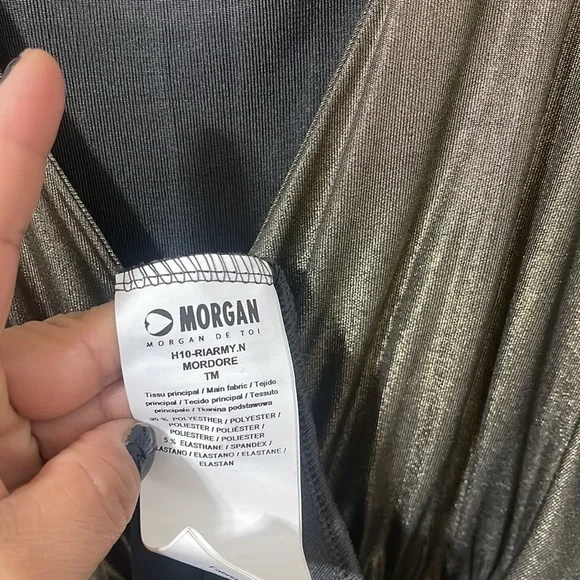 MORGAN
MORGAN DE TOI
H10-RIARMY.N
MORDORE
TM
Tissu principal / Main fabric / Tejido
principal / Tecido principal / Tessuto
principale / Tkanina podstawowa
95 % POLYESTHER / POLYESTER /
POLIESTER / POLIÉSTER /
POLIESTERE / POLIESTER
5 % ELASTHANE / SPANDEX /
ELASTANO / ELASTANO / ELASTANE /
ELASTAN